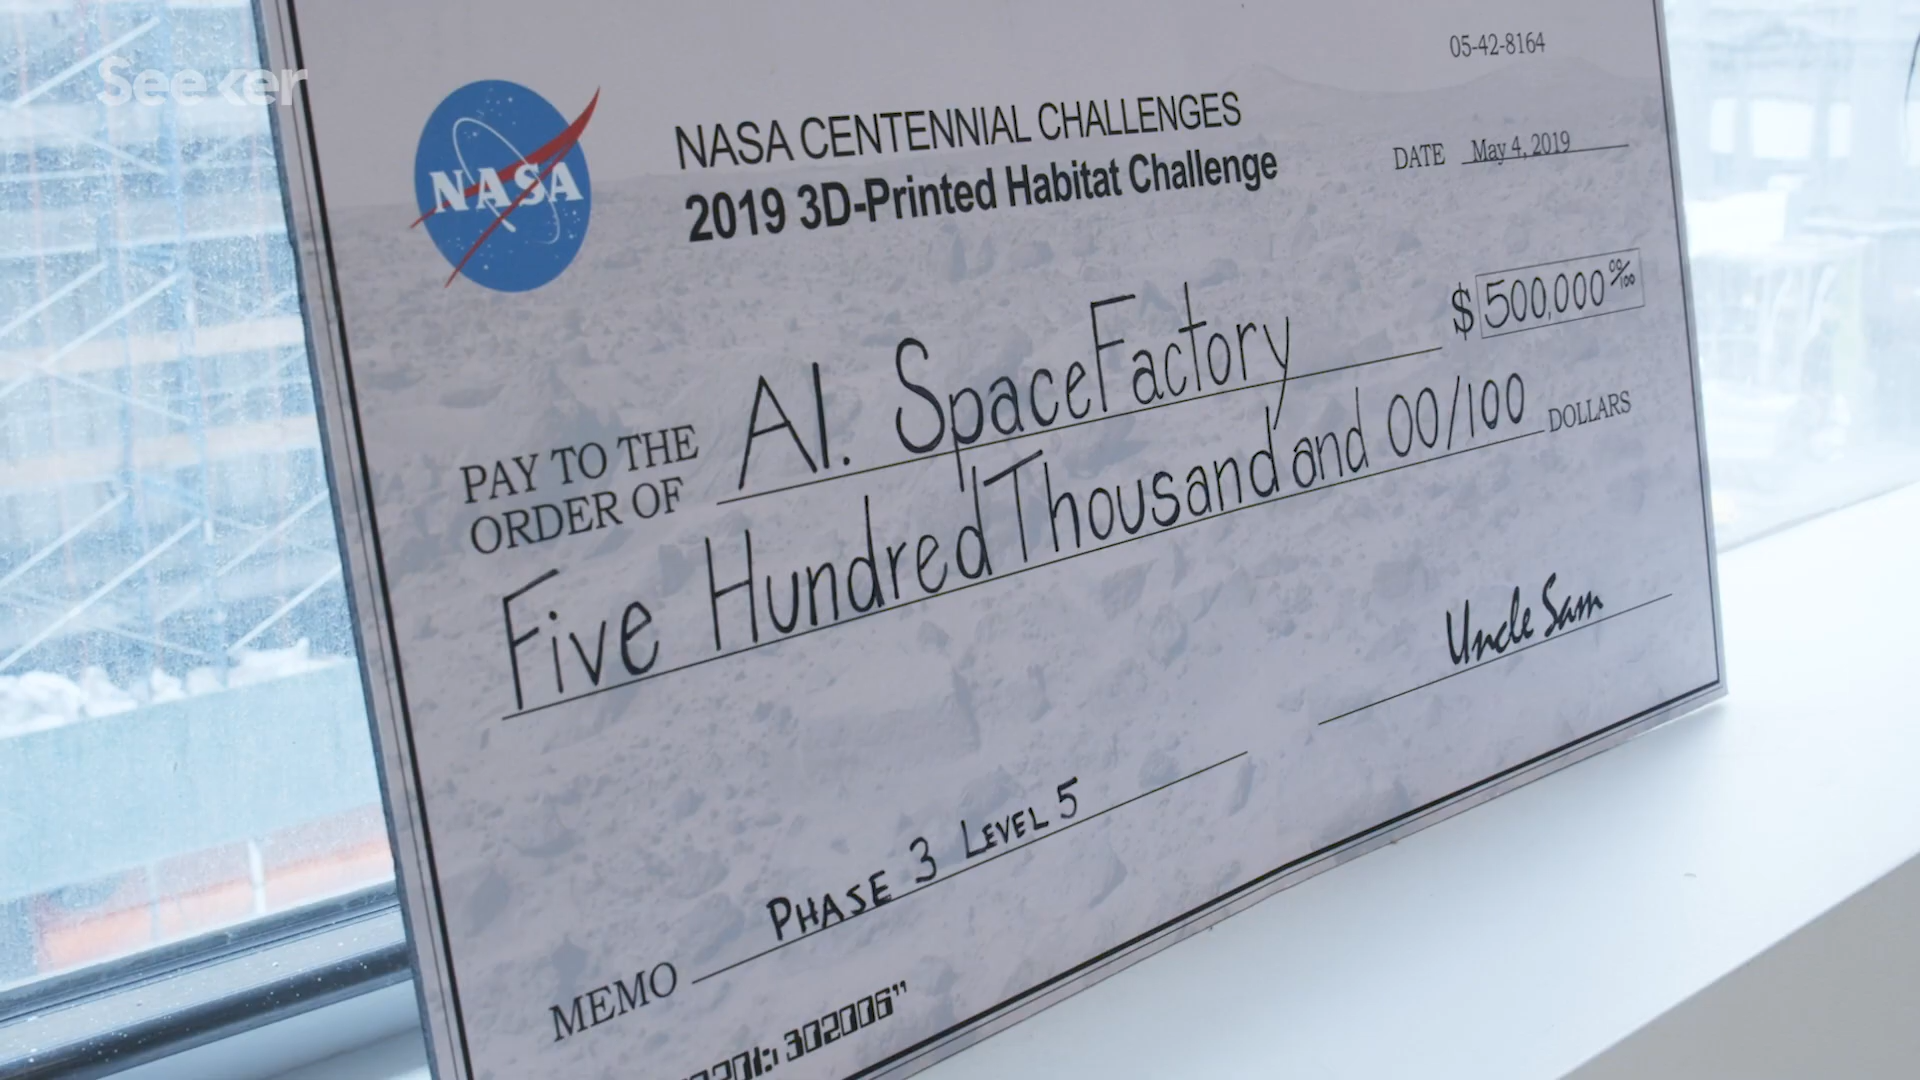 Seeker
05-42-8164
NASA
NASA CENTENNIAL CHALLENGES
2019 3D-Printed Habitat Challenge
DATE May 4, 2019
PAY TO THE
ORDER OF AI. SpaceFactory $ 500,000 00/100
Five Hundred Thousand and 00/100 DOLLARS
Uncle Sam
MEMO PHASE 3 LEVEL 5
302006"